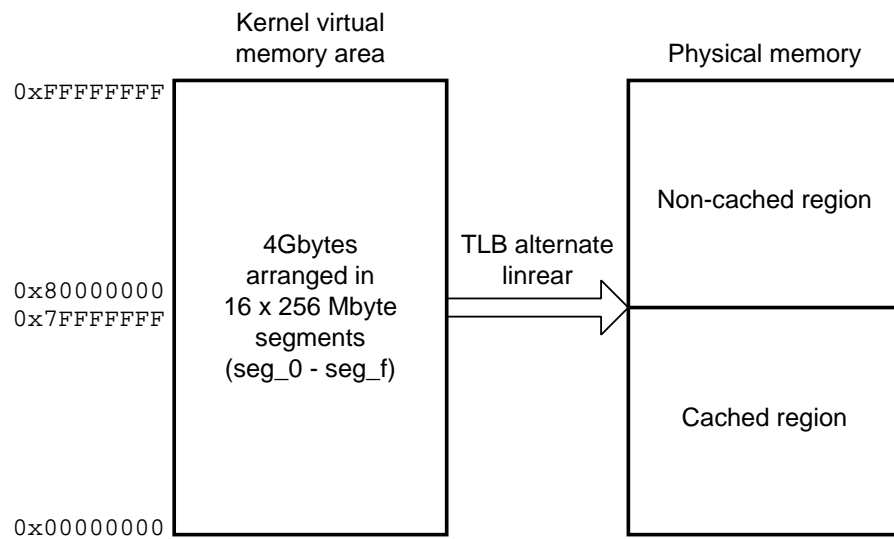 Kernel virtual
memory area
Physical memory
0xFFFFFFFF
Non-cached region
4Gbytes
arranged in
16 x 256 Mbyte
segments
(seg_0 - seg_f)
TLB alternate
linrear
0x80000000
0x7FFFFFFF
Cached region
0x00000000